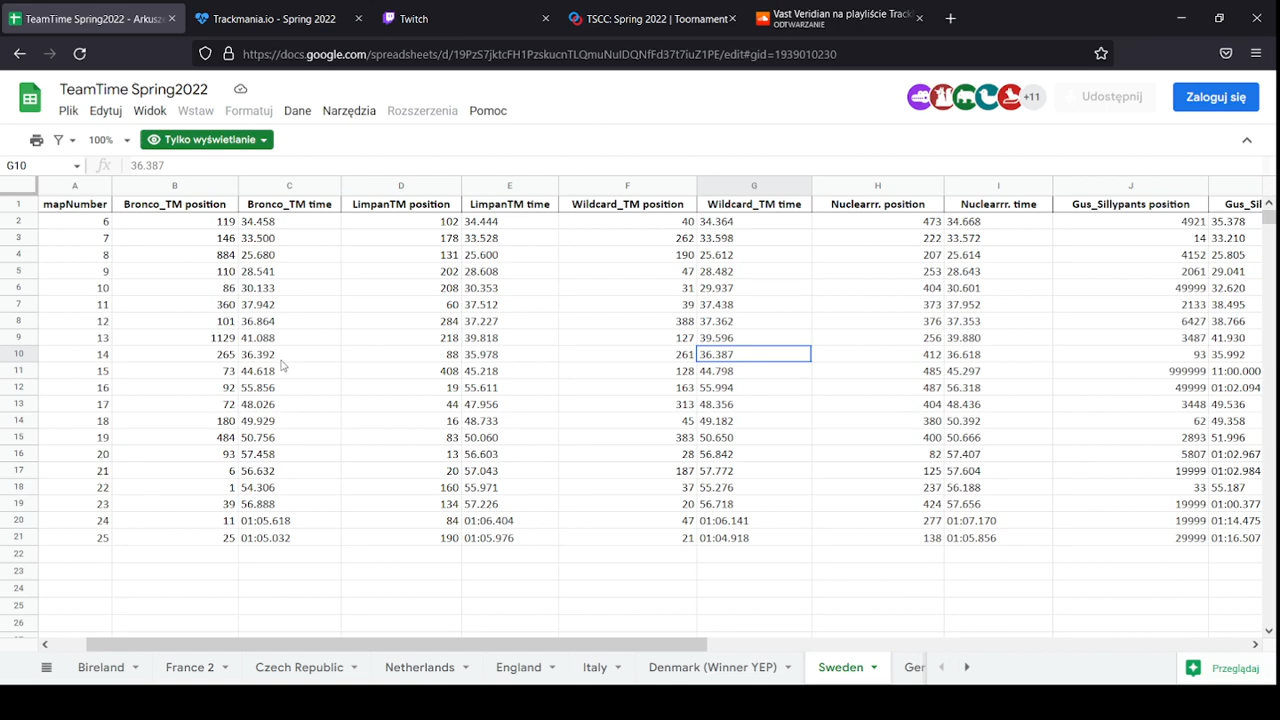 TeamTime Spring2022 - Arkusze
Trackmania.io - Spring 2022
Twitch
TSCC: Spring 2022 | Toornament
Vast Veridian na playliście Track
ODTWARZANIE
https://docs.google.com/spreadsheets/d/19PzS7jktcFH1PzskucnTLQmuNuIDQNfFd37t7iuZ1PE/edit#gid=1939010230
TeamTime Spring2022
Plik Edytuj Widok Wstaw Formatuj Dane Narzędzia Rozszerzenia Pomoc
+11 Udostępnij Zaloguj się
100% Tylko wyświetlanie
G10 fx 36.387
A B C D E F G H I J
1 mapNumber Bronco_TM position Bronco_TM time LimpanTM position LimpanTM time Wildcard_TM position Wildcard_TM time Nuclearrr. position Nuclearrr. time Gus_Sillypants position Gus_Sil
2 6 119 34.458 102 34.444 40 34.364 473 34.668 4921 35.378
3 7 146 33.500 178 33.528 262 33.598 222 33.572 14 33.210
4 8 884 25.680 131 25.600 190 25.612 207 25.614 4152 25.805
5 9 110 28.541 202 28.608 47 28.482 253 28.643 2061 29.041
6 10 86 30.133 208 30.353 31 29.937 404 30.601 49999 32.620
7 11 360 37.942 60 37.512 39 37.438 373 37.952 2133 38.495
8 12 101 36.864 284 37.227 388 37.362 376 37.353 6427 38.766
9 13 1129 41.088 218 39.818 127 39.596 256 39.880 3487 41.930
10 14 265 36.392 88 35.978 261 36.387 412 36.618 93 35.992
11 15 73 44.618 408 45.218 128 44.798 485 45.297 999999 11:00.000
12 16 92 55.856 19 55.611 163 55.994 487 56.318 49999 01:02.094
13 17 72 48.026 44 47.956 313 48.356 404 48.436 3448 49.536
14 18 180 49.929 16 48.733 45 49.182 380 50.392 62 49.358
15 19 484 50.756 83 50.060 383 50.650 400 50.666 2893 51.996
16 20 93 57.458 13 56.603 28 56.842 82 57.407 5807 01:02.967
17 21 6 56.632 20 57.043 187 57.772 125 57.604 19999 01:02.984
18 22 1 54.306 160 55.971 37 55.276 237 56.188 33 55.187
19 23 39 56.888 134 57.226 20 56.718 424 57.656 19999 01:00.377
20 24 11 01:05.618 84 01:06.404 47 01:06.141 277 01:07.170 19999 01:14.475
21 25 25 01:05.032 190 01:05.976 21 01:04.918 138 01:05.856 29999 01:16.507
22
23
24
25
26
Bireland France 2 Czech Republic Netherlands England Italy Denmark (Winner YEP) Sweden Ger Przeglądaj